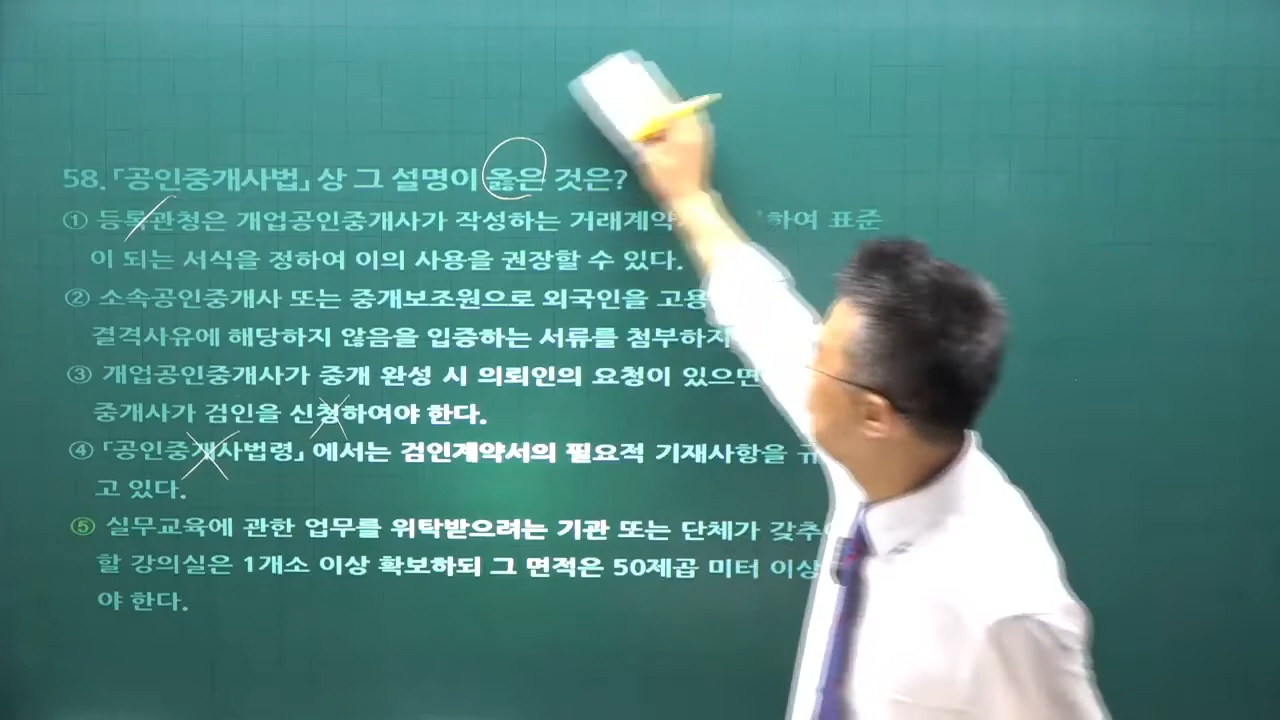 58. 「공인중개사법」 상 그 설명이 옳은 것은?
① 등록관청은 개업공인중개사가 작성하는 거래계약 하여 표준
이 되는 서식을 정하여 이의 사용을 권장할 수 있다.
② 소속공인중개사 또는 중개보조원으로 외국인을 고용
결격사유에 해당하지 않음을 입증하는 서류를 첨부하지
③ 개업공인중개사가 중개 완성 시 의뢰인의 요청이 있으면
중개사가 검인을 신청하여야 한다.
④ 「공인중개사법령」 에서는 검인계약서의 필요적 기재사항을 규
고 있다.
⑤ 실무교육에 관한 업무를 위탁받으려는 기관 또는 단체가 갖추
할 강의실은 1개소 이상 확보하되 그 면적은 50제곱 미터 이상
야 한다.